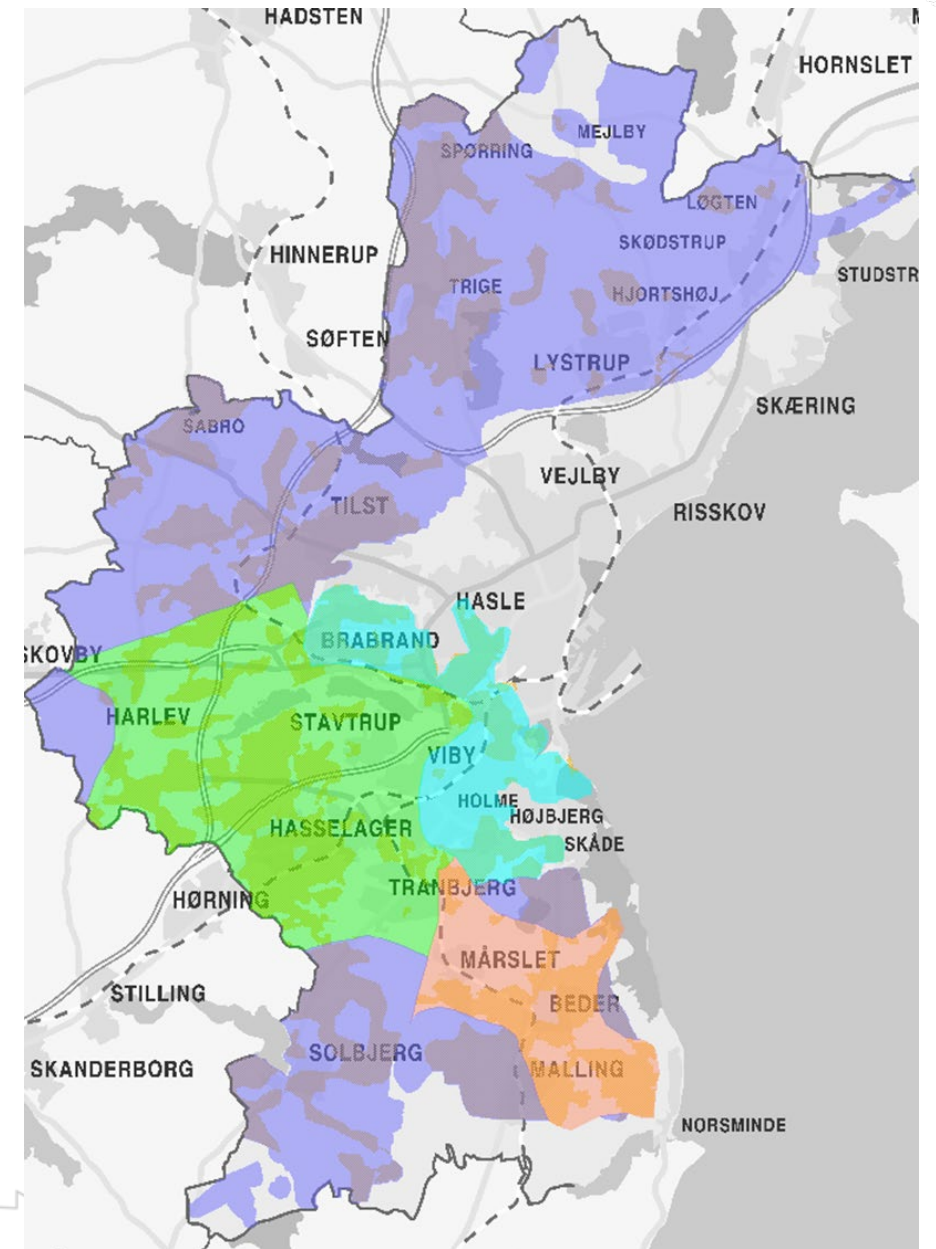 HADSTEN
HORNSLET
MEJLBY
SPØRRING
LØGTEN
SKØDSTRUP
HINNERUP
STUDSTR
TRIGE
HJORTSHØJ
SØFTEN
LYSTRUP
SKÆRING
SABRO
VEJLBY
TILST
RISSKOV
HASLE
BRABRAND
SKOVBY
HARLEV
STAVTRUP
VIBY
HOLME
HØJBJERG
HASSELAGER
SKÅDE
TRANBJERG
HØRNING
MÅRSLET
STILLING
BEDER
SOLBJERG
SKANDERBORG
MALLING
NORSMINDE